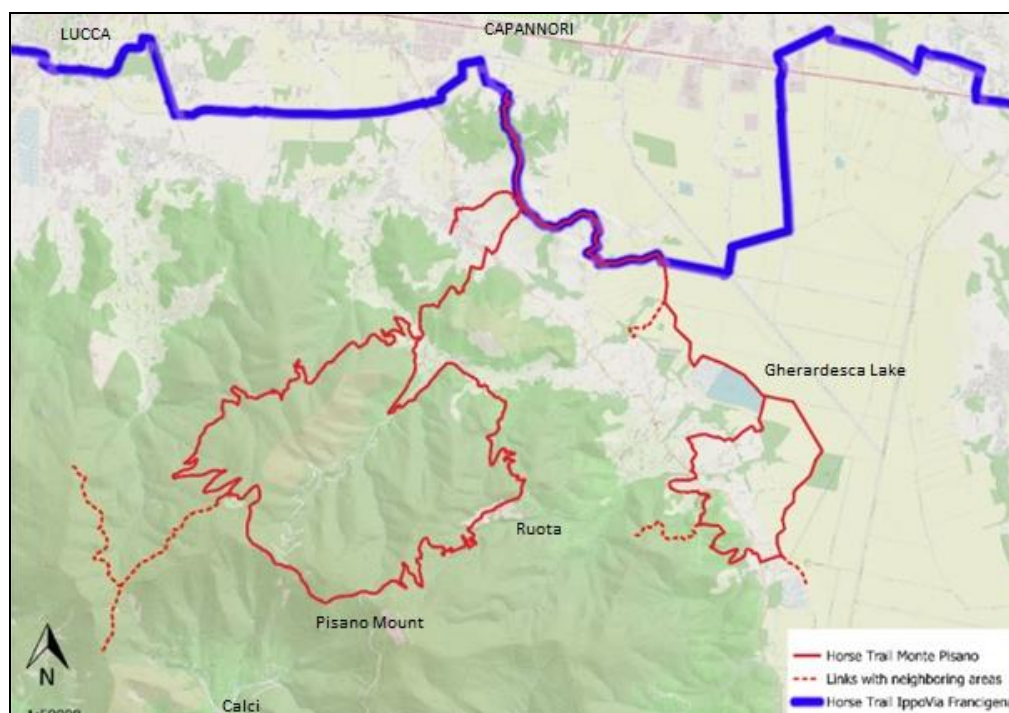 LUCCA
CAPANNORI
Gherardesca Lake
Ruota
Pisano Mount
Calci
N
Horse Trail Monte Pisano
Links with neighboring areas
Horse Trail IppoVia Francigena